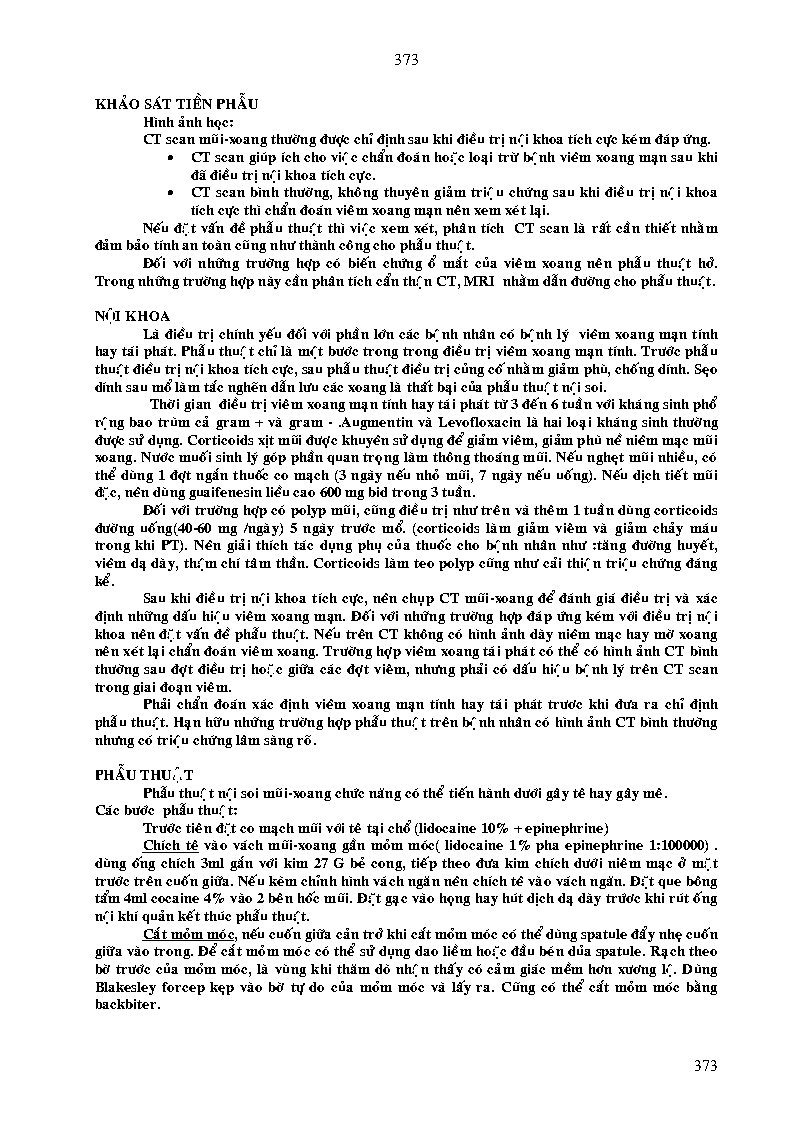 373
KHẢO SÁT TIỀN PHẪU
Hình ảnh học:
CT scan mũi-xoang thường được chỉ định sau khi điều trị nội khoa tích cực kém đáp ứng.
• CT scan giúp ích cho việc chẩn đoán hoặc loại trừ bệnh viêm xoang mạn sau khi
đã điều trị nội khoa tích cực.
• CT scan bình thường, không thuyên giảm triệu chứng sau khi điều trị nội khoa
tích cực thì chẩn đoán viêm xoang mạn nên xem xét lại.
Nếu đặt vấn đề phẫu thuật thì việc xem xét, phân tích CT scan là rất cần thiết nhằm
đảm bảo tính an toàn cũng như thành công cho phẫu thuật.
Đối với những trường hợp có biến chứng ổ mắt của viêm xoang nên phẫu thuật hở.
Trong những trường hợp này cần phân tích cẩn thận CT, MRI nhằm dẫn đường cho phẫu thuật.
NỘI KHOA
Là điều trị chính yếu đối với phần lớn các bệnh nhân có bệnh lý viêm xoang mạn tính
hay tái phát. Phẫu thuật chỉ là một bước trong trong điều trị viêm xoang mạn tính. Trước phẫu
thuật điều trị nội khoa tích cực, sau phẫu thuật điều trị củng cố nhằm giảm phù, chống dính. Sẹo
dính sau mổ làm tắc nghẽn dẫn lưu các xoang là thất bại của phẫu thuật nội soi.
Thời gian điều trị viêm xoang mạn tính hay tái phát từ 3 đến 6 tuần với kháng sinh phổ
rộng bao trùm cả gram + và gram - .Augmentin và Levofloxacin là hai loại kháng sinh thường
được sử dụng. Corticoids xịt mũi được khuyên sử dụng để giảm viêm, giảm phù nề niêm mạc mũi
xoang. Nước muối sinh lý góp phần quan trọng làm thông thoáng mũi. Nếu nghẹt mũi nhiều, có
thể dùng 1 đợt ngắn thuốc co mạch (3 ngày nếu nhỏ mũi, 7 ngày nếu uống). Nếu dịch tiết mũi
đặc, nên dùng guaifenesin liều cao 600 mg bid trong 3 tuần.
Đối với trường hợp có polyp mũi, cũng điều trị như trên và thêm 1 tuần dùng corticoids
đường uống(40-60 mg /ngày) 5 ngày trước mổ. (corticoids làm giảm viêm và giảm chảy máu
trong khi PT). Nên giải thích tác dụng phụ của thuốc cho bệnh nhân như :tăng đường huyết,
viêm dạ dày, thậm chí tâm thần. Corticoids làm teo polyp cũng như cải thiện triệu chứng đáng
kể.
Sau khi điều trị nội khoa tích cực, nên chụp CT mũi-xoang để đánh giá điều trị và xác
định những dấu hiệu viêm xoang mạn. Đối với những trường hợp đáp ứng kém với điều trị nội
khoa nên đặt vấn đề phẫu thuật. Nếu trên CT không có hình ảnh dày niêm mạc hay mờ xoang
nên xét lại chẩn đoán viêm xoang. Trường hợp viêm xoang tái phát có thể có hình ảnh CT bình
thường sau đợt điều trị hoặc giữa các đợt viêm, nhưng phải có dấu hiệu bệnh lý trên CT scan
trong giai đoạn viêm.
Phải chẩn đoán xác định viêm xoang mạn tính hay tái phát trươc khi đưa ra chỉ định
phẫu thuật. Hạn hữu những trường hợp phẫu thuật trên bệnh nhân có hình ảnh CT bình thường
nhưng có triệu chứng lâm sàng rõ.
PHẪU THUẬT
Phẫu thuật nội soi mũi-xoang chức năng có thể tiến hành dưới gây tê hay gây mê.
Các bước phẫu thuật:
Trước tiên đặt co mạch mũi với tê tại chổ (lidocaine 10% + epinephrine)
Chích tê vào vách mũi-xoang gần mỏm móc( lidocaine 1% pha epinephrine 1:100000) .
dùng ống chích 3ml gắn với kim 27 G bẻ cong, tiếp theo đưa kim chích dưới niêm mạc ở mặt
trước trên cuốn giữa. Nếu kèm chỉnh hình vách ngăn nên chích tê vào vách ngăn. Đặt que bông
tẩm 4ml cocaine 4% vào 2 bên hốc mũi. Đặt gạc vào họng hay hút dịch dạ dày trước khi rút ống
nội khí quản kết thúc phẫu thuật.
Cắt mỏm móc, nếu cuốn giữa cản trở khi cắt mỏm móc có thể dùng spatule đẩy nhẹ cuốn
giữa vào trong. Để cắt mỏm móc có thể sử dụng dao liềm hoặc đầu bén dủa spatule. Rạch theo
bờ trước của mỏm móc, là vùng khi thăm dò nhận thấy có cảm giác mềm hơn xương lệ. Dùng
Blakesley forcep kẹp vào bờ tự do của mỏm móc và lấy ra. Cũng có thể cắt mỏm móc bằng
backbiter.
373